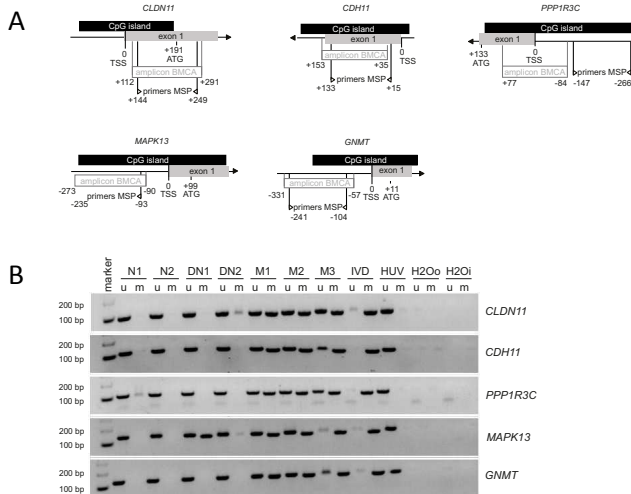 A
CLDN11
CpG island
exon 1
0
TSS
+191
ATG
amplicon BMCA
+112
+291
primers MSP
+144
+249
CDH11
CpG island
exon 1
0
TSS
amplicon BMCA
+153
+35
primers MSP
+133
+15
PPP1R3C
CpG island
exon 1
+133
ATG
0
TSS
amplicon BMCA
primers MSP
+77
-84
-147
-266
MAPK13
CpG island
exon 1
amplicon BMCA
-273
-90
0
TSS
+99
ATG
-235
primers MSP
-93
GNMT
CpG island
exon 1
amplicon BMCA
-331
-57
0
TSS
+11
ATG
primers MSP
-241
-104
B
marker
N1 N2 DN1 DN2 M1 M2 M3 IVD HUV H2Oo H2Oi
u m u m u m u m u m u m u m u m u m u m u m
200 bp
100 bp
CLDN11
200 bp
100 bp
CDH11
200 bp
100 bp
PPP1R3C
200 bp
100 bp
MAPK13
200 bp
100 bp
GNMT